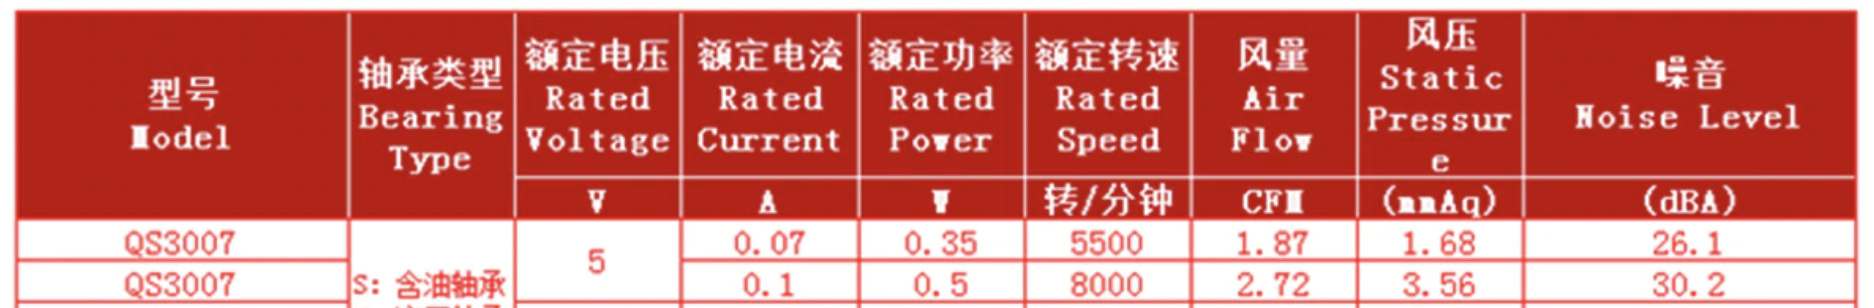 型号
Model
轴承类型
Bearing
Type
额定电压
Rated
Voltage
V
额定电流
Rated
Current
A
额定功率
Rated
Power
W
额定转速
Rated
Speed
转/分钟
风量
Air
Flow
CFM
风压
Static
Pressur
e
(mmAq)
噪音
Noise Level
(dBA)
QS3007
S: 含油轴承
5
0.07
0.35
5500
1.87
1.68
26.1
QS3007
0.1
0.5
8000
2.72
3.56
30.2